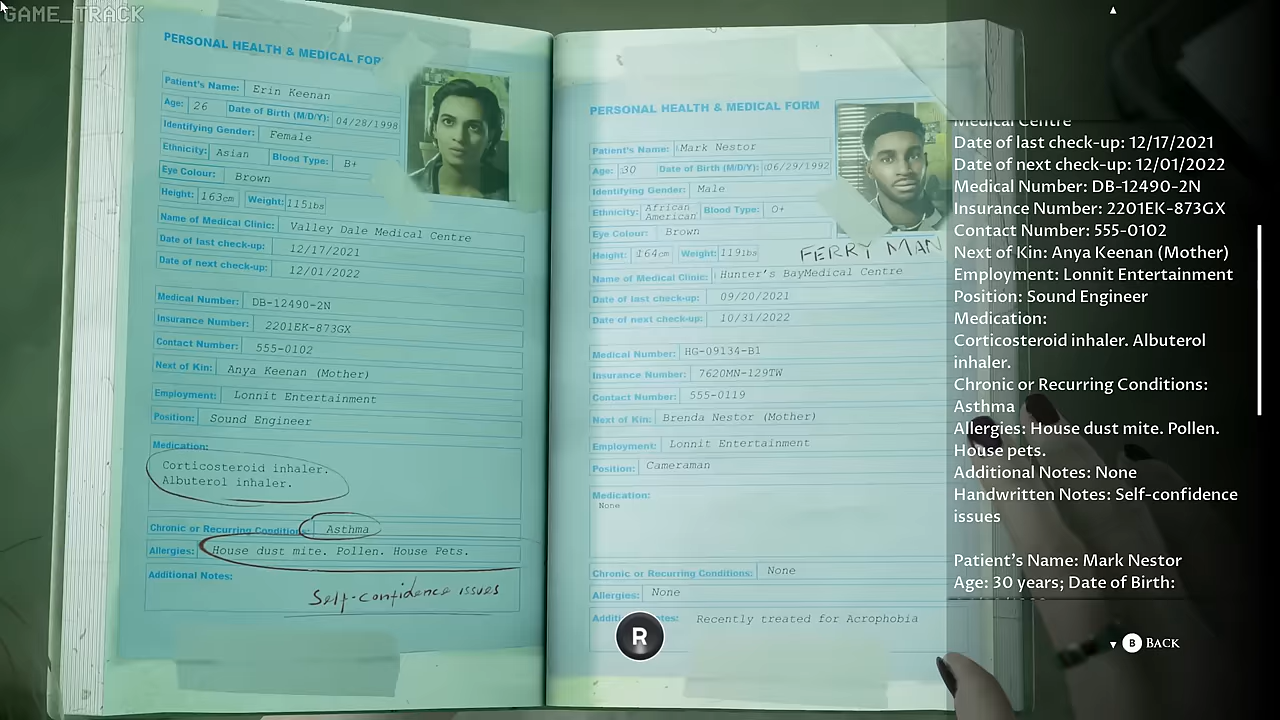 GAME_TRACK
PERSONAL HEALTH & MEDICAL FOR
Patient's Name: Erin Keenan
Age: 26 Date of Birth (M/D/Y): 04/28/1998
Identifying Gender: Female
Ethnicity: Asian Blood Type: B+
Eye Colour: Brown
Height: 163cm Weight: 115lbs
Name of Medical Clinic: Valley Dale Medical Centre
Date of last check-up: 12/17/2021
Date of next check-up: 12/01/2022
Medical Number: DB-12490-2N
Insurance Number: 2201EK-873GX
Contact Number: 555-0102
Next of Kin: Anya Keenan (Mother)
Employment: Lonnit Entertainment
Position: Sound Engineer
Medication:
Corticosteroid inhaler.
Albuterol inhaler.
Chronic or Recurring Conditions: Asthma
Allergies: House dust mite. Pollen. House Pets.
Additional Notes:
Self-confidence issues
PERSONAL HEALTH & MEDICAL FORM
Patient's Name: Mark Nestor
Age: 30 Date of Birth (M/D/Y): 06/29/1992
Identifying Gender: Male
Ethnicity: African American Blood Type: O+
Eye Colour: Brown
Height: 164cm Weight: 119lbs
FERRY MAN
Name of Medical Clinic: Hunter's BayMedical Centre
Date of last check-up: 09/20/2021
Date of next check-up: 10/31/2022
Medical Number: HG-09134-B1
Insurance Number: 7620MN-129TW
Contact Number: 555-0119
Next of Kin: Brenda Nestor (Mother)
Employment: Lonnit Entertainment
Position: Cameraman
Medication:
None
Chronic or Recurring Conditions: None
Allergies: None
Additi tes: Recently treated for Acrophobia
R
Medical Centre
Date of last check-up: 12/17/2021
Date of next check-up: 12/01/2022
Medical Number: DB-12490-2N
Insurance Number: 2201EK-873GX
Contact Number: 555-0102
Next of Kin: Anya Keenan (Mother)
Employment: Lonnit Entertainment
Position: Sound Engineer
Medication:
Corticosteroid inhaler. Albuterol
inhaler.
Chronic or Recurring Conditions:
Asthma
Allergies: House dust mite. Pollen.
House pets.
Additional Notes: None
Handwritten Notes: Self-confidence
issues
Patient's Name: Mark Nestor
Age: 30 years; Date of Birth:
B BACK